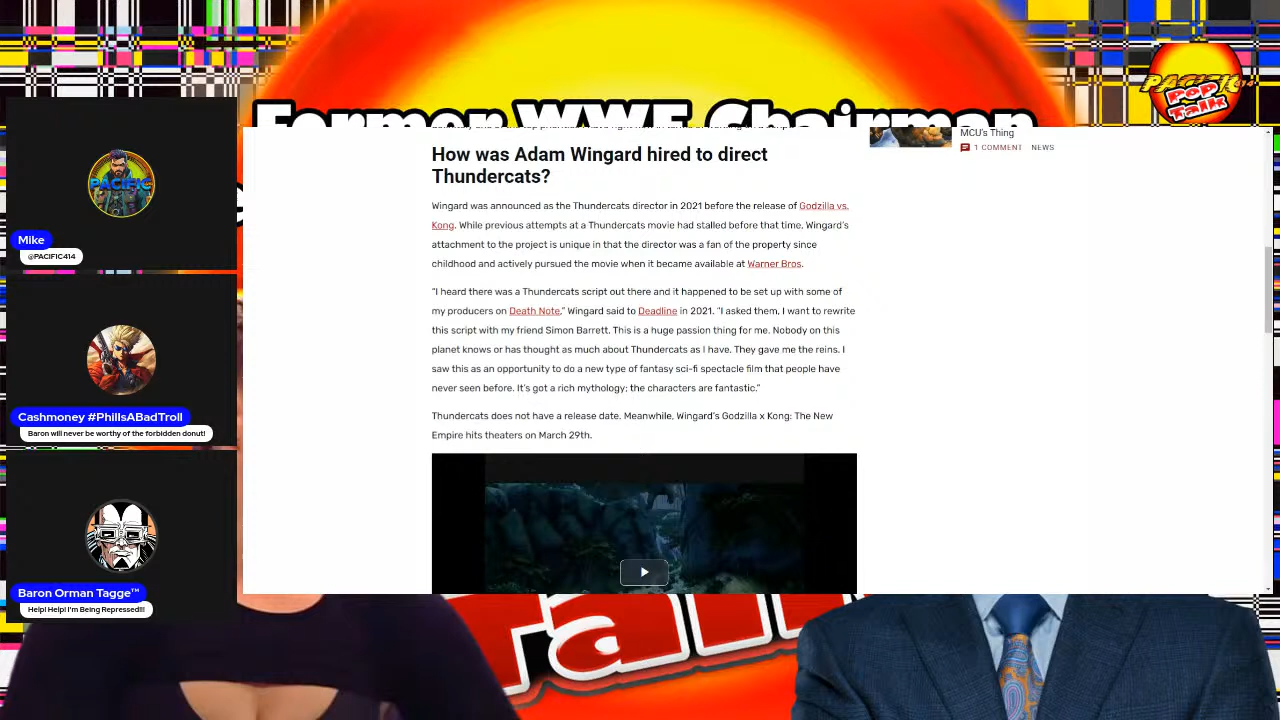 Former WWE Chairman
PACIFIC
Pop
Talk
MCU's Thing
1 COMMENT NEWS
How was Adam Wingard hired to direct
Thundercats?
Wingard was announced as the Thundercats director in 2021 before the release of Godzilla vs.
Kong. While previous attempts at a Thundercats movie had stalled before that time, Wingard's
attachment to the project is unique in that the director was a fan of the property since
childhood and actively pursued the movie when it became available at Warner Bros.
"I heard there was a Thundercats script out there and it happened to be set up with some of
my producers on Death Note," Wingard said to Deadline in 2021. "I asked them, I want to rewrite
this script with my friend Simon Barrett. This is a huge passion thing for me. Nobody on this
planet knows or has thought as much about Thundercats as I have. They gave me the reins. I
saw this as an opportunity to do a new type of fantasy sci-fi spectacle film that people have
never seen before. It's got a rich mythology; the characters are fantastic."
Thundercats does not have a release date. Meanwhile, Wingard's Godzilla x Kong: The New
Empire hits theaters on March 29th.
PACIFIC
Mike
@PACIFIC414
Cashmoney #PhilIsABadTroll
Baron will never be worthy of the forbidden donut!
Baron Orman Tagge™
Help! Help! I'm Being Repressed!!!
Talk